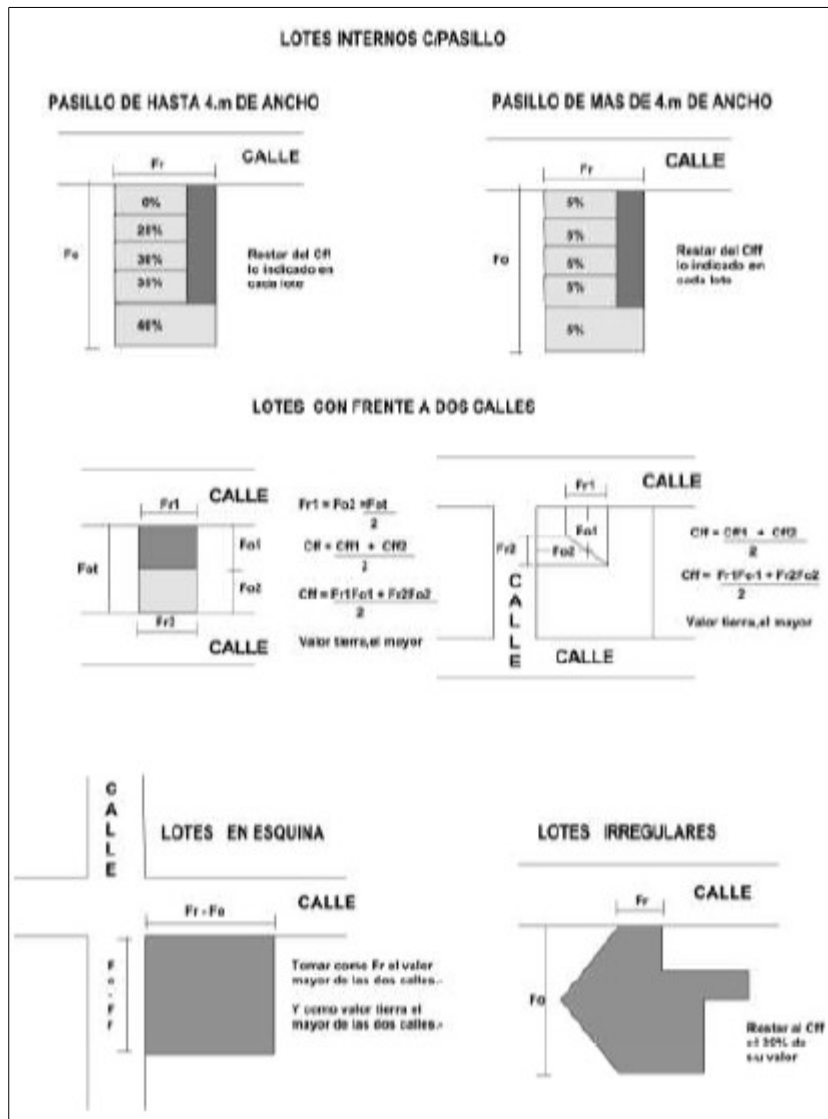 LOTES INTERNOS C/PASILLO
PASILLO DE HASTA 4.m DE ANCHO
CALLE
Fr
Fo
0%
30%
Restar del Cff
lo indicado en
cada lote
PASILLO DE MAS DE 4.m DE ANCHO
CALLE
Fr
Fo
5%
5%
5%
5%
5%
Restar del Cff
lo indicado en
cada lote
LOTES CON FRENTE A DOS CALLES
CALLE
Fr1
Fot
Fo1
Fo2
Fr2
CALLE
Fr1 = Fo2 = Fot
2
Cff = Cff1 + Cff2
2
Cff = Fr1Fo1 + Fr2Fo2
2
Valor tierra, el mayor
CALLE
Fr1
Fo1
Fr2
Fo2
CALLE
CALLE
Cff = Cff1 + Cff2
2
Cff = Fr1Fo1 + Fr2Fo2
2
Valor tierra, el mayor
CALLE
LOTES EN ESQUINA
CALLE
Fr - Fo
Fo - Fr
Tomar como Fr el valor
mayor de las dos calles.-
Y como valor tierra el
mayor de las dos calles.-
LOTES IRREGULARES
CALLE
Fr
Fo
Restar al Cff
su valor